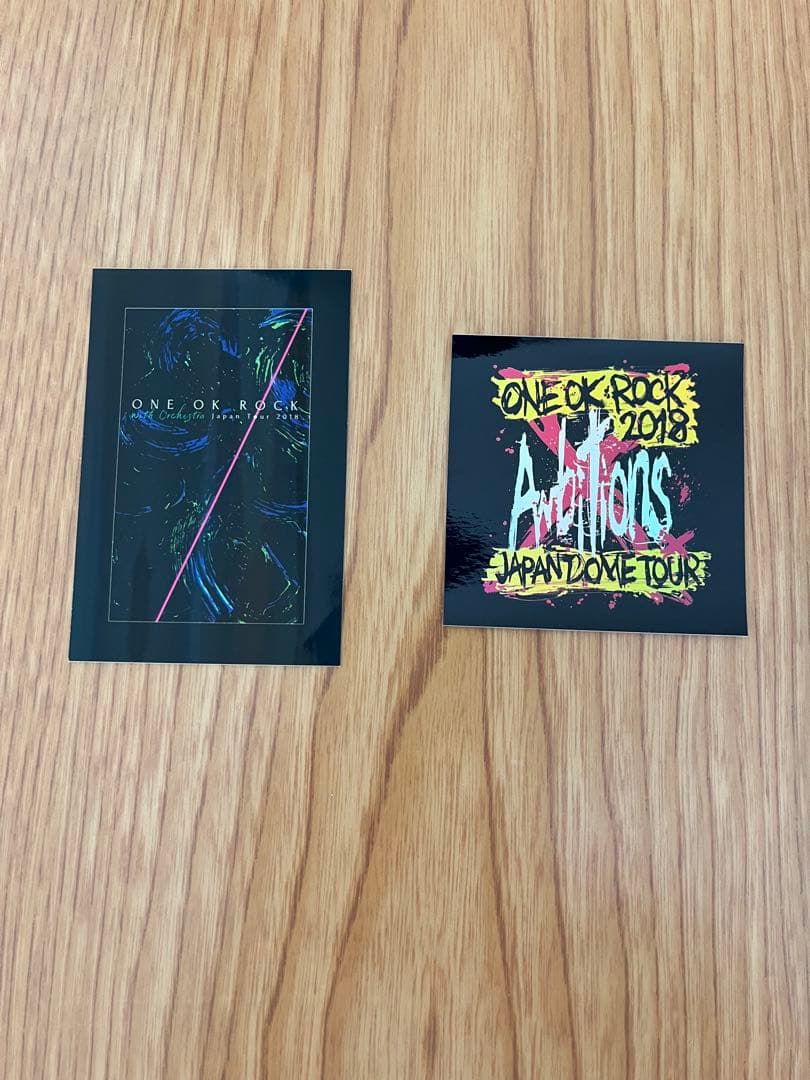 ONE OK ROCK
With Orchestra Japan Tour 2018
ONE OK ROCK
2018
Ambitions
JAPAN DOME TOUR